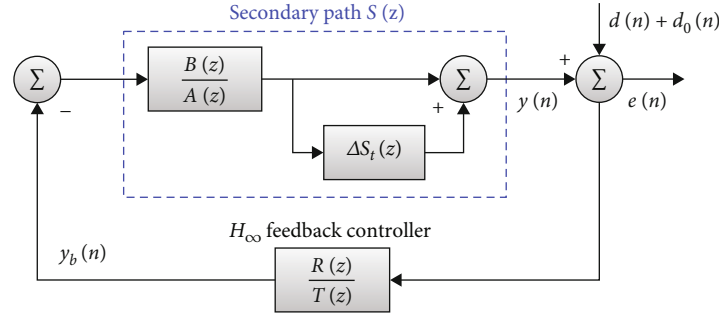 Secondary path S (z)
d (n) + d₀ (n)
Σ
−
B (z)
A (z)
Σ
+
y (n)
+
Σ
e (n)
ΔSₜ (z)
H∞ feedback controller
y_b (n)
R (z)
T (z)